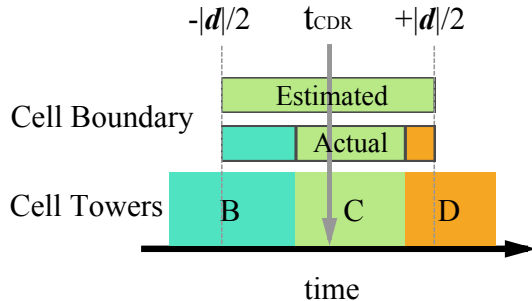 -|d|/2 tCDR +|d|/2
Estimated
Cell Boundary
Actual
Cell Towers B C D
time